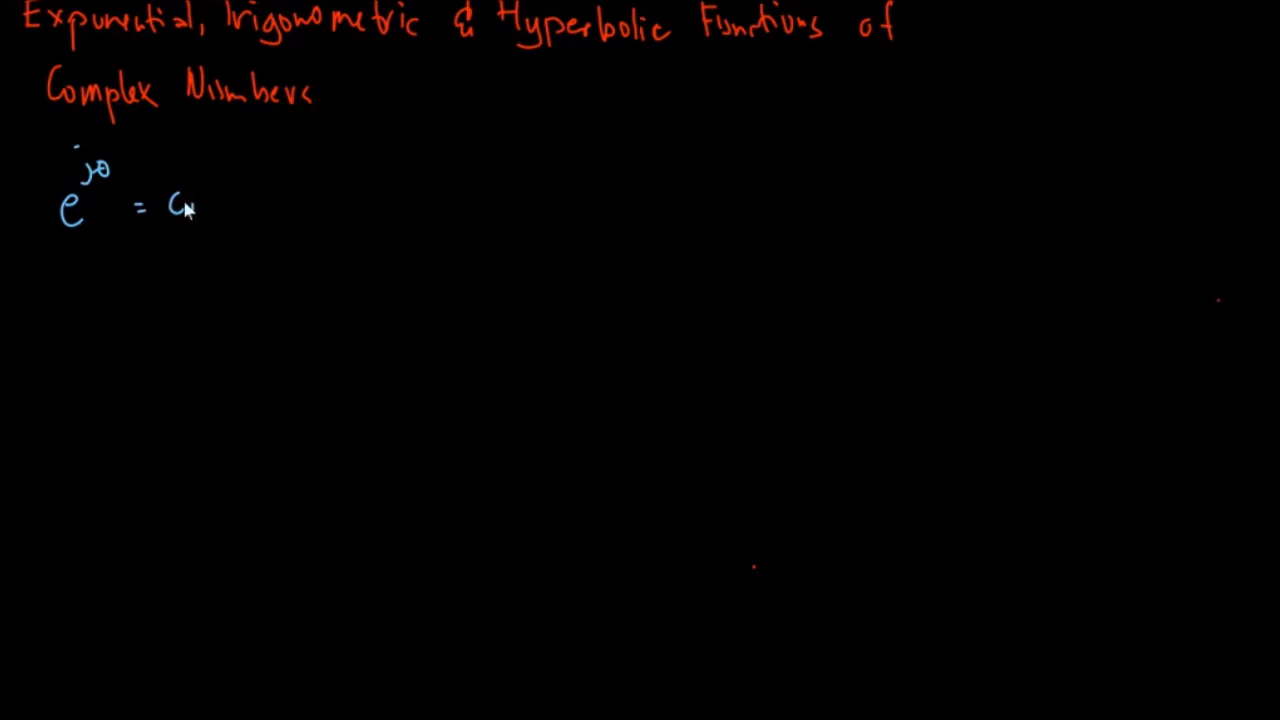 Exponential, Trigonometric & Hyperbolic Functions of
Complex Numbers
e^{jθ} = c